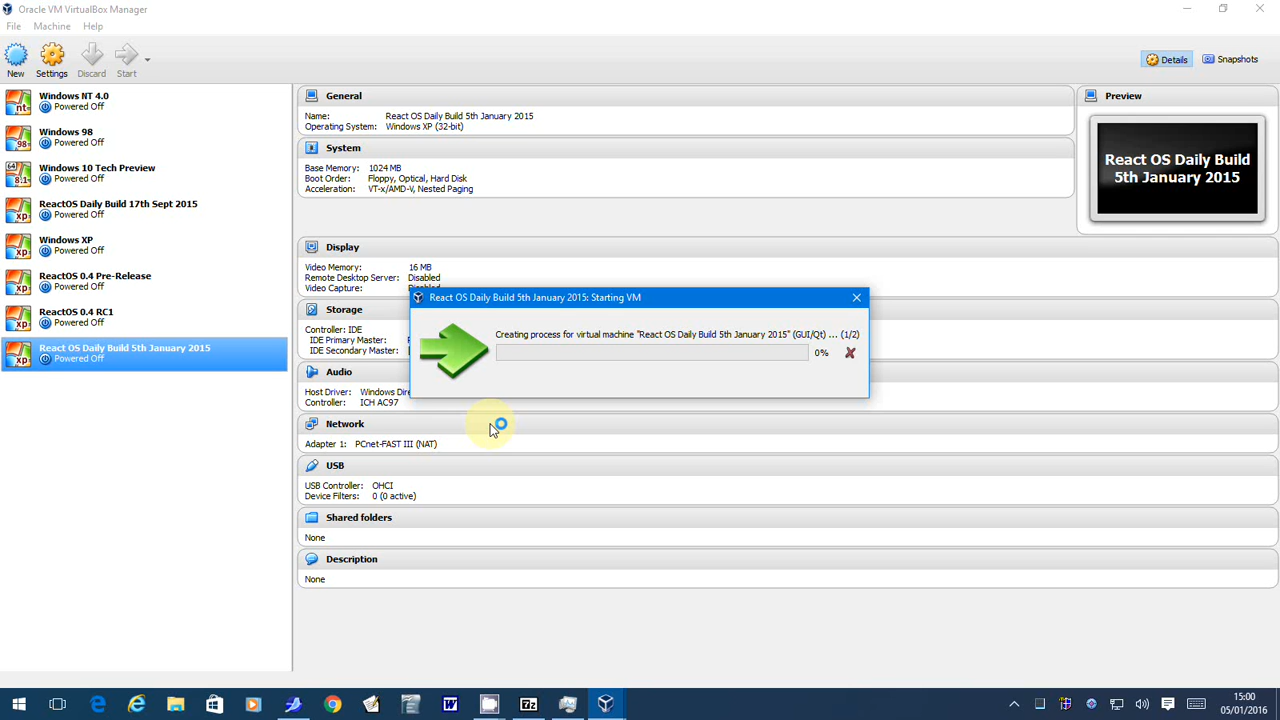 Oracle VM VirtualBox Manager
File Machine Help
New Settings Discard Start
Details Snapshots
Windows NT 4.0
Powered Off
Windows 98
Powered Off
Windows 10 Tech Preview
Powered Off
ReactOS Daily Build 17th Sept 2015
Powered Off
Windows XP
Powered Off
ReactOS 0.4 Pre-Release
Powered Off
ReactOS 0.4 RC1
Powered Off
React OS Daily Build 5th January 2015
Powered Off
General
Name: React OS Daily Build 5th January 2015
Operating System: Windows XP (32-bit)
System
Base Memory: 1024 MB
Boot Order: Floppy, Optical, Hard Disk
Acceleration: VT-x/AMD-V, Nested Paging
Preview
React OS Daily Build
5th January 2015
Display
Video Memory: 16 MB
Remote Desktop Server: Disabled
Video Capture:
Storage
Controller: IDE
IDE Primary Master:
IDE Secondary Master:
React OS Daily Build 5th January 2015: Starting VM
Creating process for virtual machine "React OS Daily Build 5th January 2015" (GUI/Qt) ... (1/2)
0%
Audio
Host Driver: Windows
Controller: ICH AC97
Network
Adapter 1: PCnet-FAST III (NAT)
USB
USB Controller: OHCI
Device Filters: 0 (0 active)
Shared folders
None
Description
None
15:00
05/01/2016